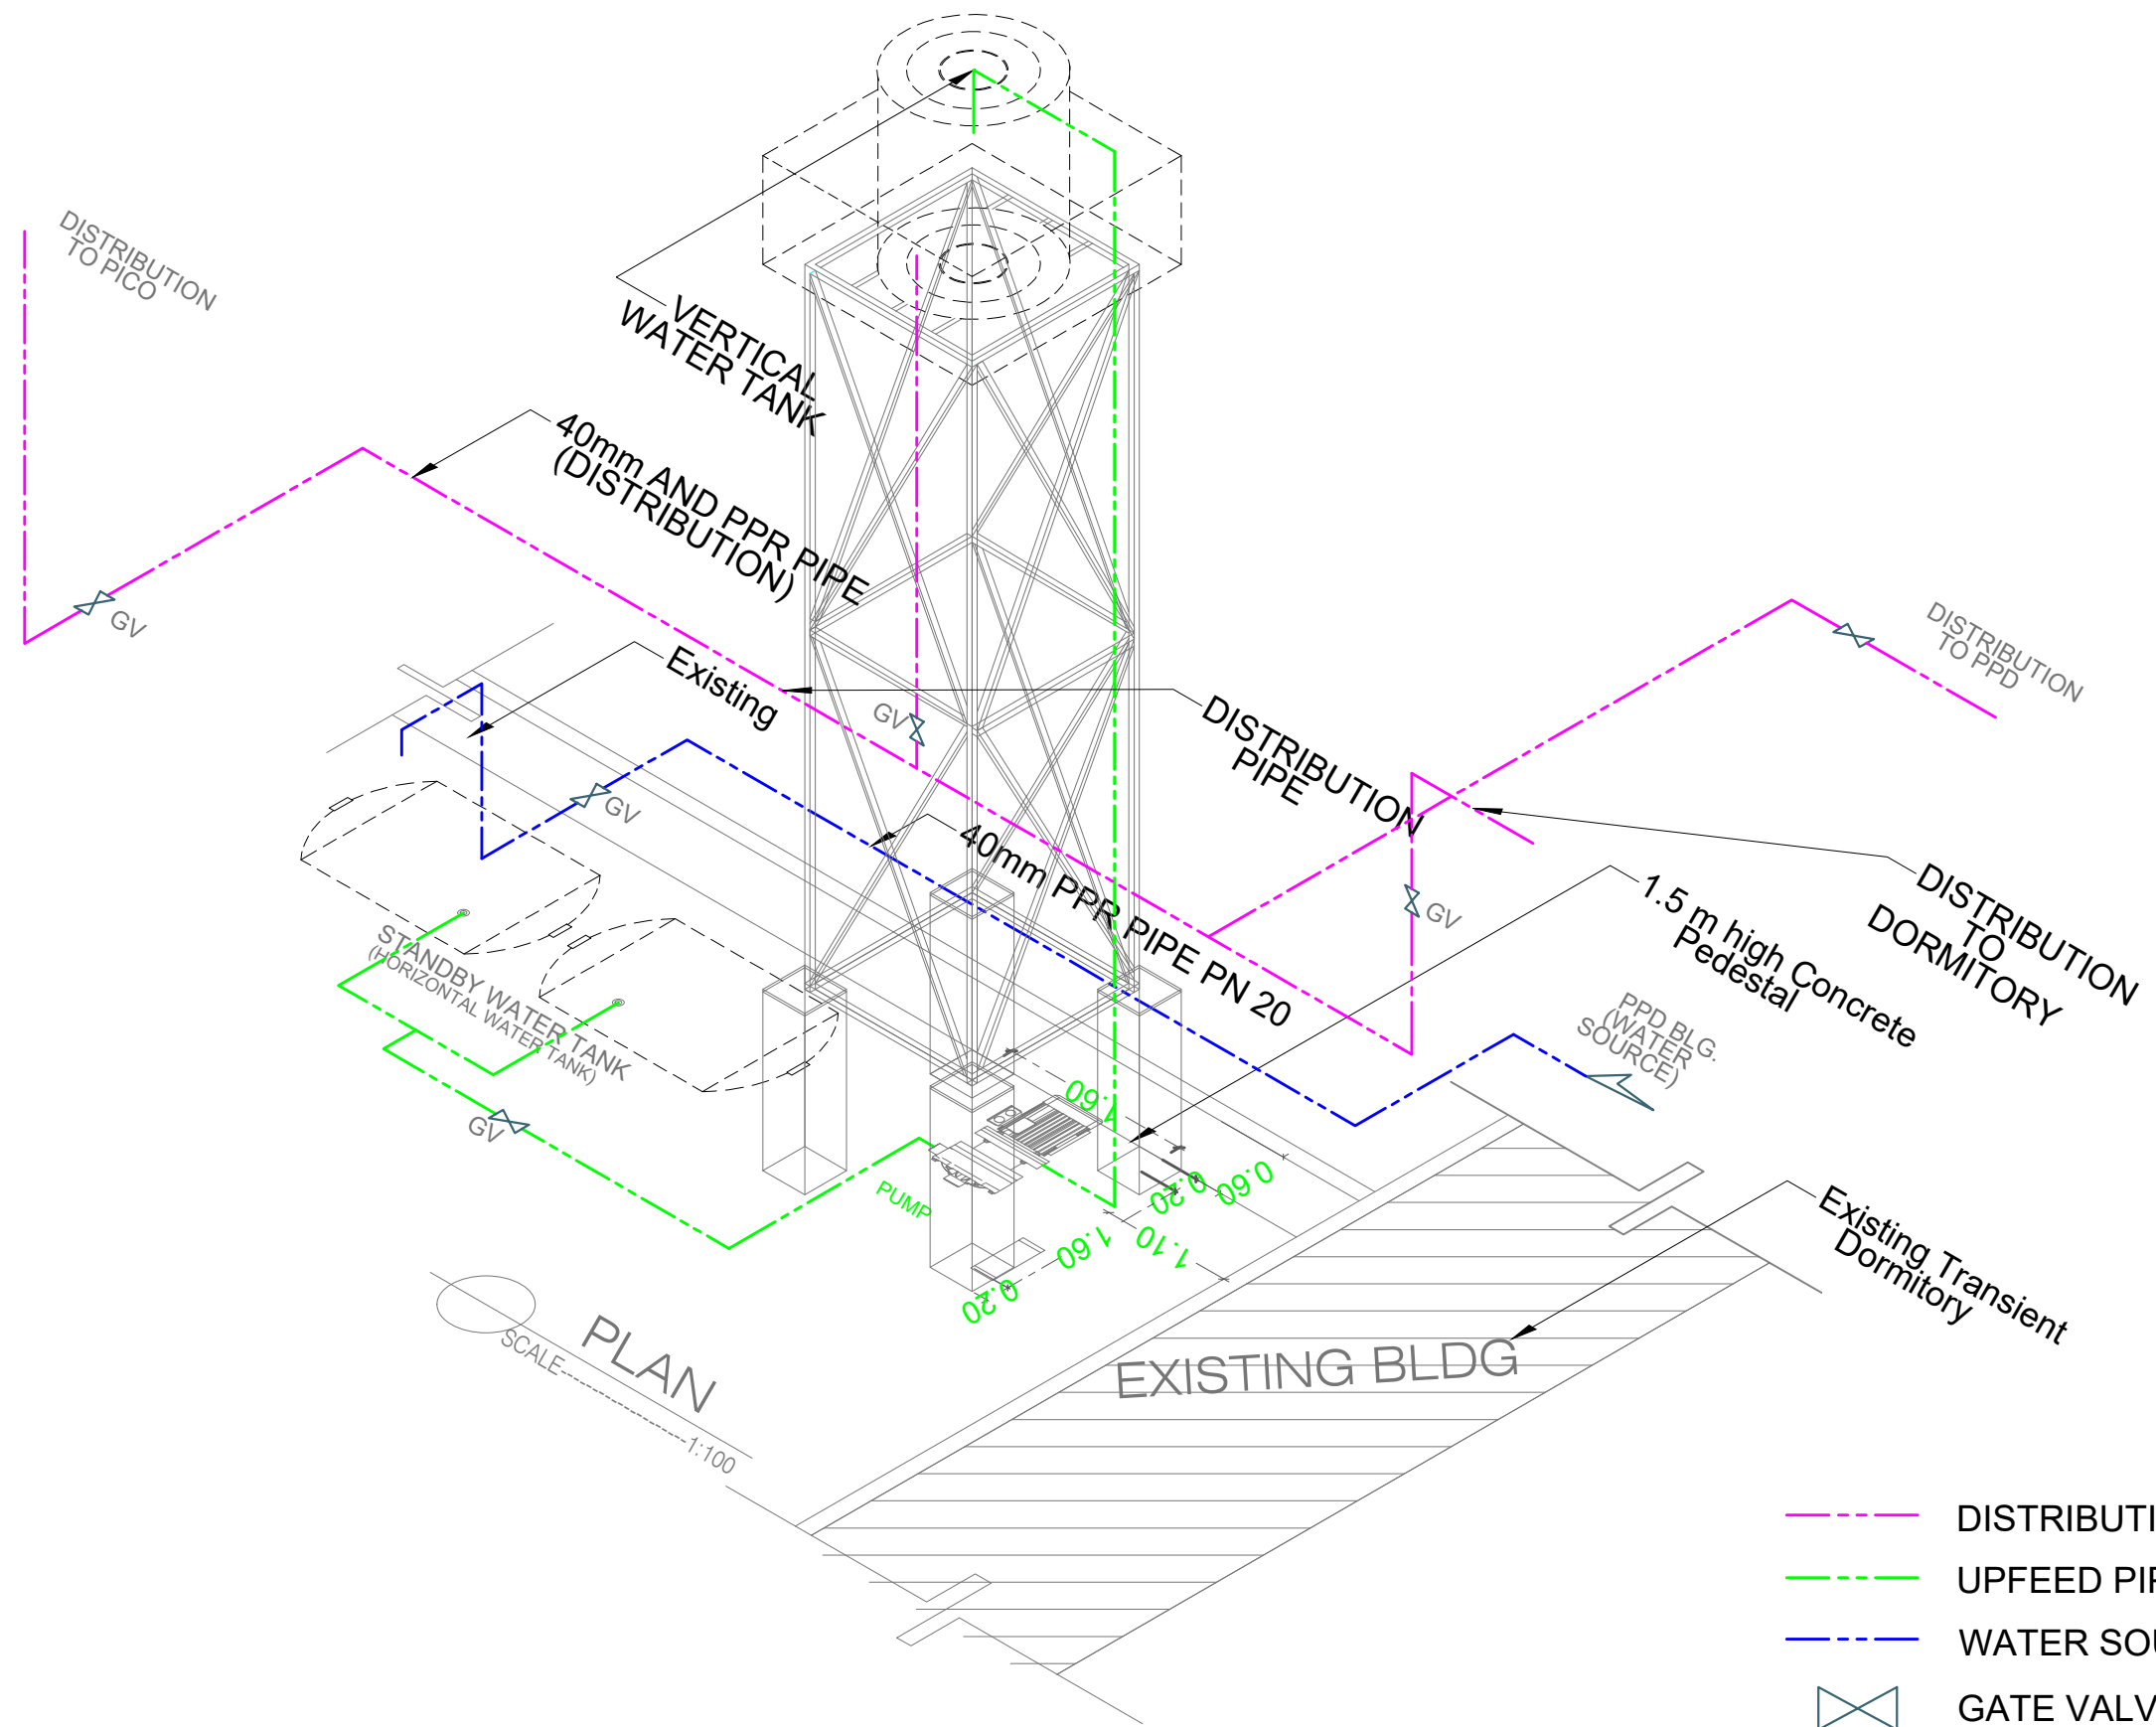 DISTRIBUTION
TO PICO
VERTICAL
WATER TANK
40mm AND PPR PIPE
(DISTRIBUTION)
GV
Existing
GV
DISTRIBUTION
PIPE
DISTRIBUTION
TO PPD
GV
40mm PPR PIPE PN 20
GV
DISTRIBUTION
TO
DORMITORY
1.5 m high Concrete
Pedestal
STANDBY WATER TANK
(HORIZONTAL WATER TANK)
PPD BLG.
(WATER
SOURCE)
GV
1.60
PUMP
0.20
0.60
1.60
1.10
0.20
Existing Transient
Dormitory
PLAN
SCALE
1:100
EXISTING BLDG
DISTRIBUTI
UPFEED PIP
WATER SOU
GATE VALV